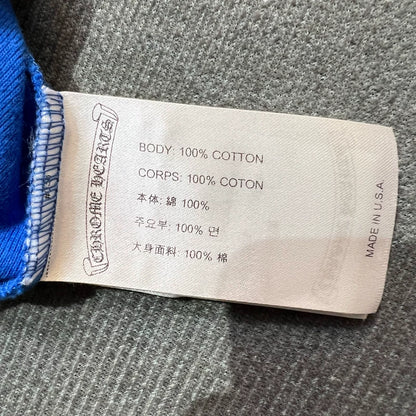 CHROME HEARTS
BODY: 100% COTTON
CORPS: 100% COTON
本体: 綿 100%
주요부: 100% 면
大身面料: 100% 棉
MADE IN U.S.A.